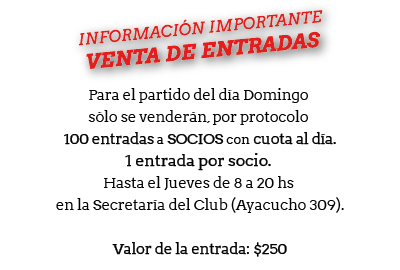 INFORMACIÓN IMPORTANTE
VENTA DE ENTRADAS
Para el partido del día Domingo
sólo se venderán, por protocolo
100 entradas a SOCIOS con cuota al día.
1 entrada por socio.
Hasta el Jueves de 8 a 20 hs
en la Secretaría del Club (Ayacucho 309).
Valor de la entrada: $250